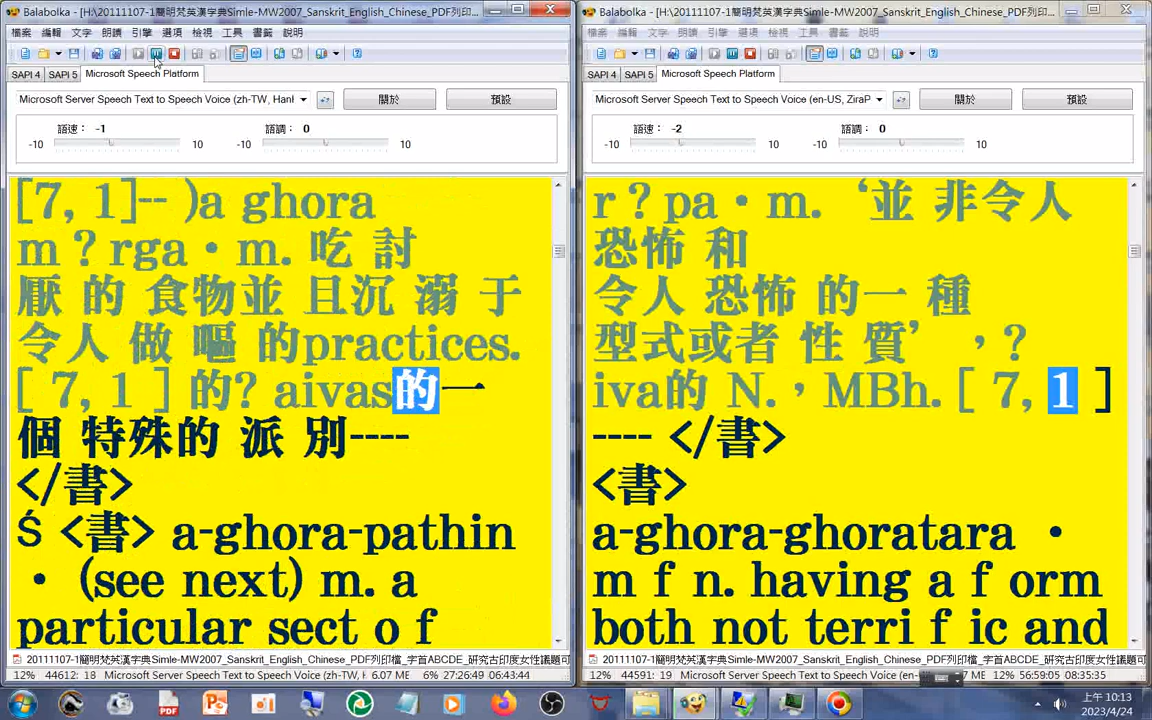 Balabolka - [H:\20111107-1簡明梵英漢字典Simle-MW2007_Sanskrit_English_Chinese_PDF列印...
檔案 編輯 文字 朗讀 引擎 選項 檢視 工具 書籤 說明
SAPI 4 SAPI 5 Microsoft Speech Platform
Microsoft Server Speech Text to Speech Voice (zh-TW, Hanl
關於
預設
語速: -1
語調: 0
-10 10 -10 10
[7, 1]-- )a ghora
m ? rga • m. 吃 討
厭 的 食物並 且沉 溺 于
令人 做 嘔 的practices.
[ 7, 1 ] 的? aivas的一
個 特殊的 派 別----
</書>
Ś <書> a-ghora-pathin
• (see next) m. a
particular sect o f
20111107-1簡明梵英漢字典Simle-MW2007_Sanskrit_English_Chinese_PDF列印檔_字首ABCDE_研究古印度女性議題可
12% 44612: 18 Microsoft Server Speech Text to Speech Voice (zh-TW, H 6.07 ME 6% 27:26:49 06:43:44
Balabolka - [H:\20111107-1簡明梵英漢字典Simle-MW2007_Sanskrit_English_Chinese_PDF列印...
檔案 編輯 文字 朗讀 引擎 選項 檢視 工具 書籤 說明
SAPI 4 SAPI 5 Microsoft Speech Platform
Microsoft Server Speech Text to Speech Voice (en-US, ZiraP
關於
預設
語速: -2
語調: 0
-10 10 -10 10
r ? pa • m. ‘並 非令人
恐怖 和
令人 恐怖 的一 種
型式或者 性 質’ ,?
iva的 N.,MBh. [ 7, 1 ]
---- </書>
<書>
a-ghora-ghoratara •
m f n. having a f orm
both not terri f ic and
20111107-1簡明梵英漢字典Simle-MW2007_Sanskrit_English_Chinese_PDF列印檔_字首ABCDE_研究古印度女性議題可
12% 44591: 19 Microsoft Server Speech Text to Speech Voice (en-U 12% 56:59:05 08:35:35
PDF
上午 10:13
2023/4/24